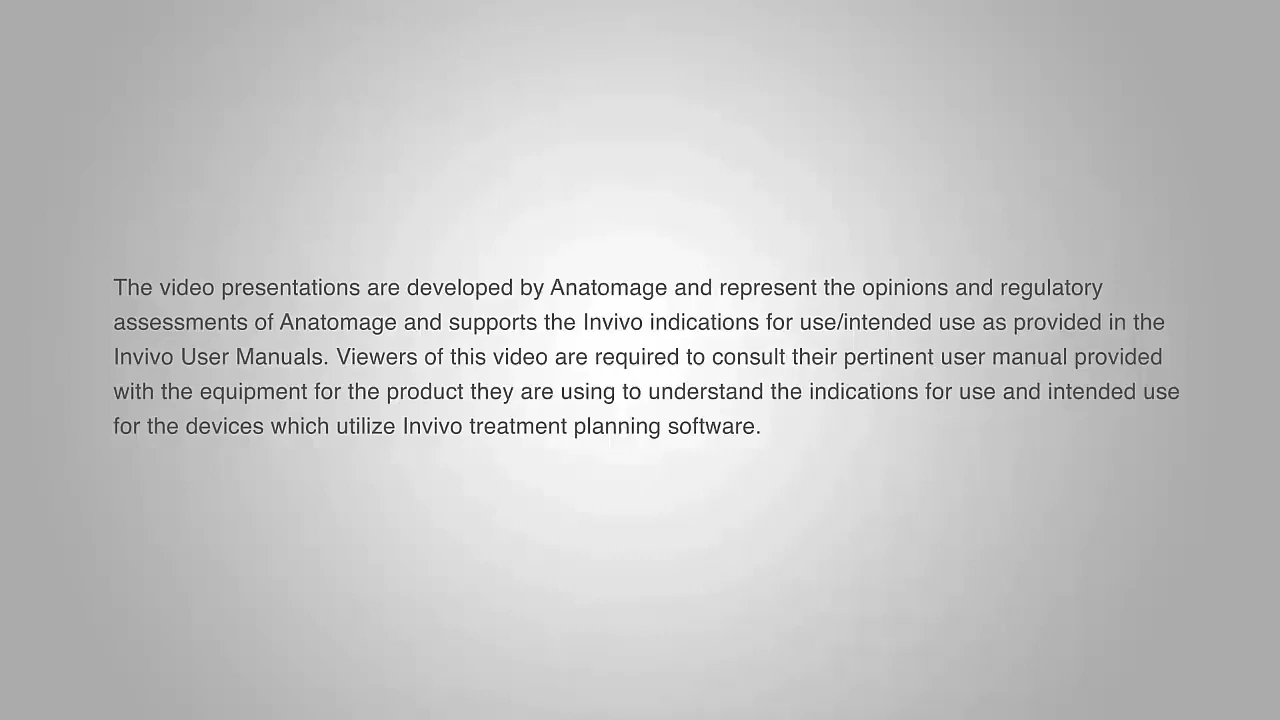 The video presentations are developed by Anatomage and represent the opinions and regulatory
assessments of Anatomage and supports the Invivo indications for use/intended use as provided in the
Invivo User Manuals. Viewers of this video are required to consult their pertinent user manual provided
with the equipment for the product they are using to understand the indications for use and intended use
for the devices which utilize Invivo treatment planning software.